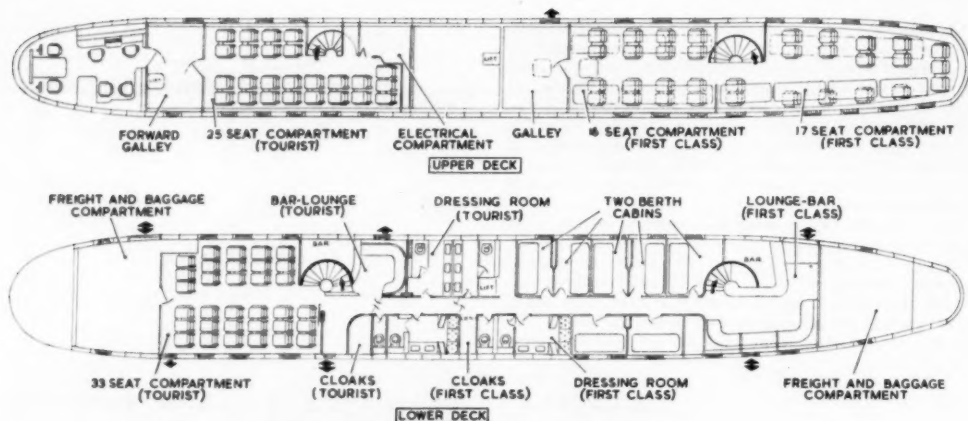 LIFT
LIFT
FORWARD
GALLEY
25 SEAT COMPARTMENT
(TOURIST)
ELECTRICAL
COMPARTMENT
GALLEY
16 SEAT COMPARTMENT
(FIRST CLASS)
17 SEAT COMPARTMENT
(FIRST CLASS)
UPPER DECK
FREIGHT AND BAGGAGE
COMPARTMENT
BAR-LOUNGE
(TOURIST)
DRESSING ROOM
(TOURIST)
TWO BERTH
CABINS
LOUNGE-BAR
(FIRST CLASS)
BAR
BAR
LIFT
33 SEAT COMPARTMENT
(TOURIST)
CLOAKS
(TOURIST)
CLOAKS
(FIRST CLASS)
DRESSING ROOM
(FIRST CLASS)
FREIGHT AND BAGGAGE
COMPARTMENT
LOWER DECK